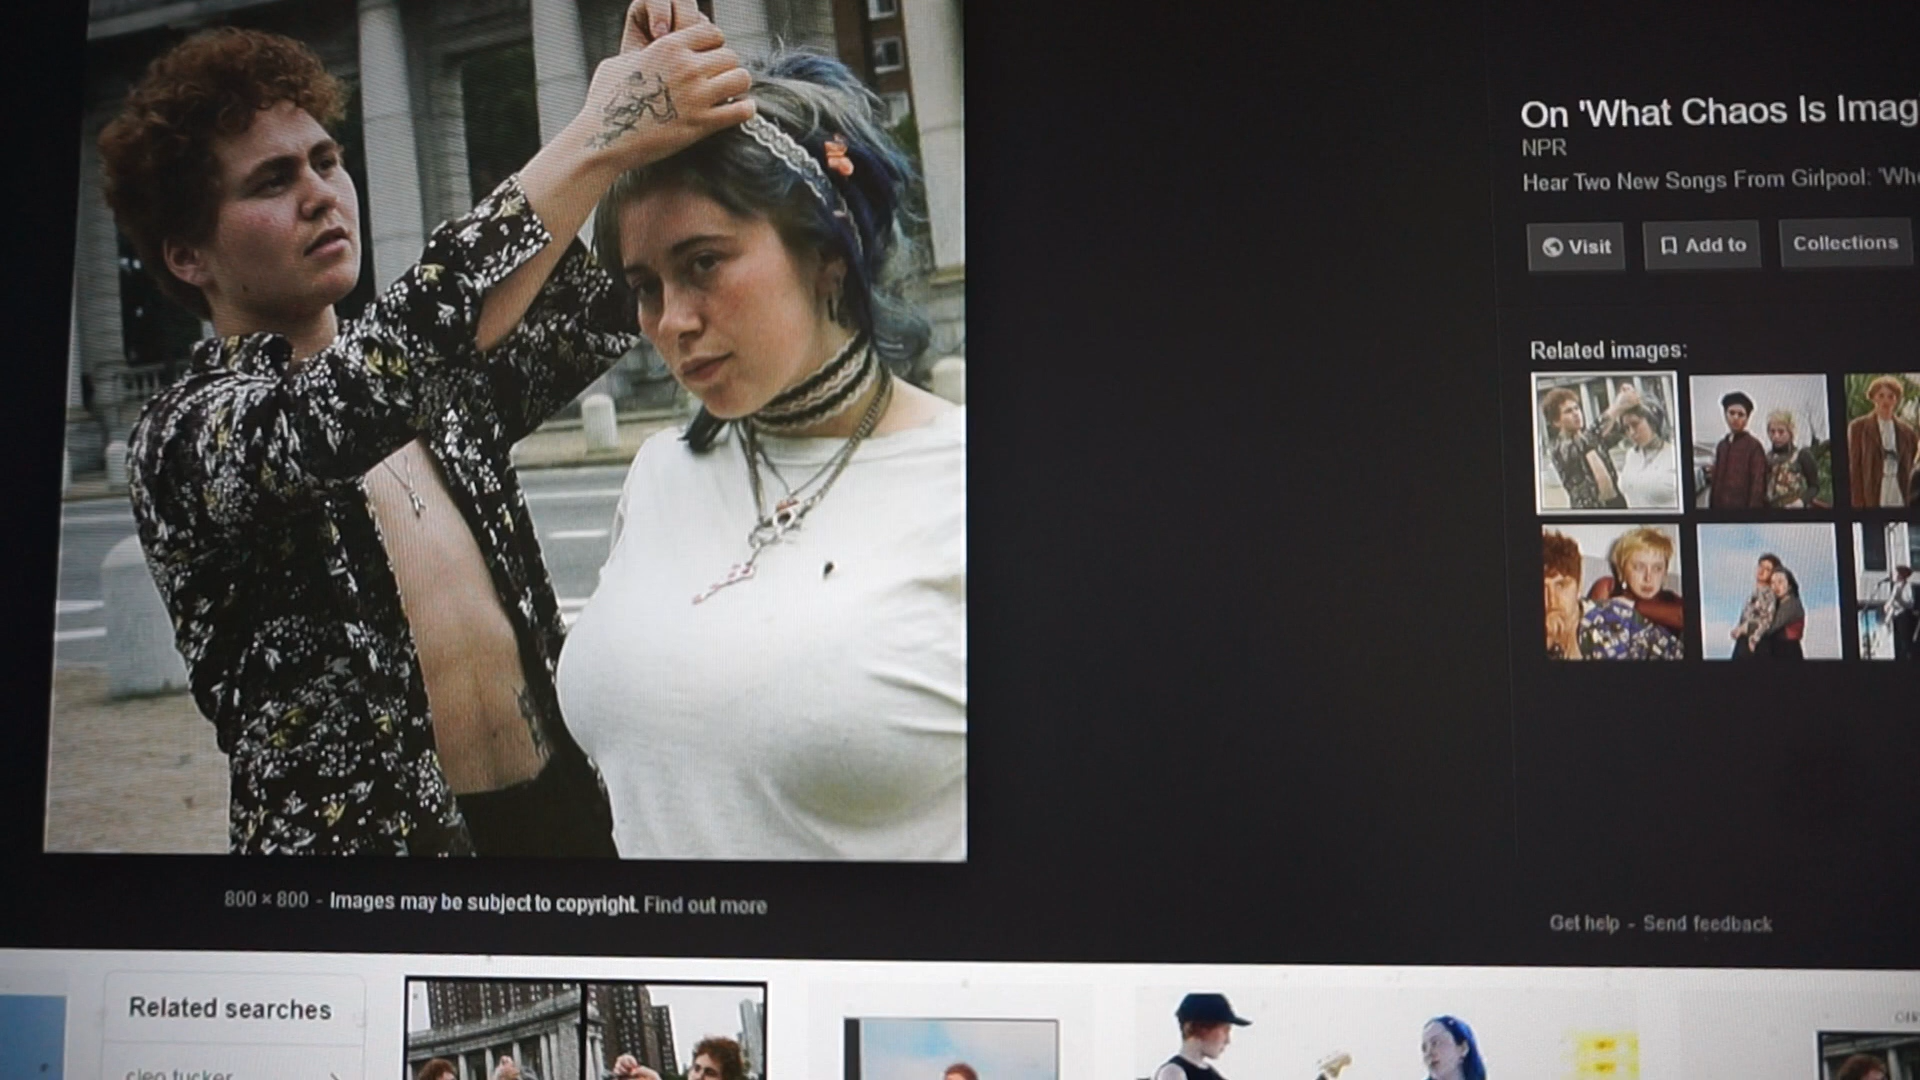 On 'What Chaos Is Imag
NPR
Hear Two New Songs From Girlpool: 'Whe
Visit
Add to
Collections
Related images:
800 × 800 - Images may be subject to copyright. Find out more
Get help - Send feedback
Related searches
cleo tucker